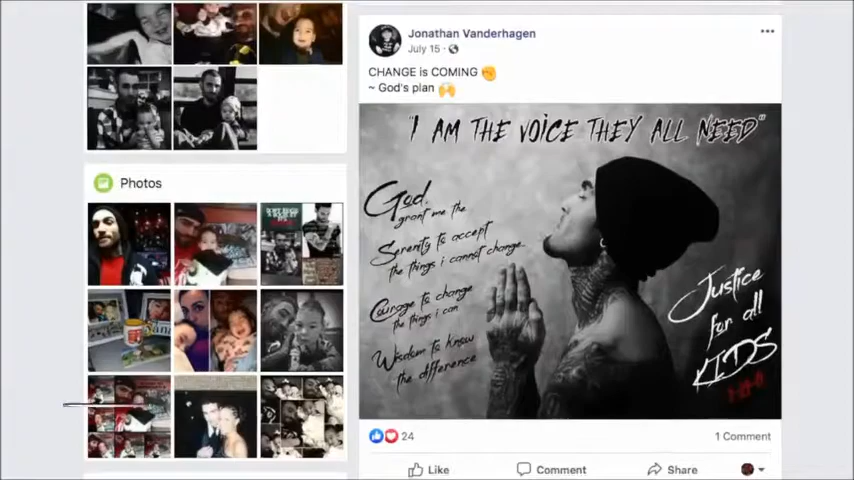 Jonathan Vanderhagen
July 15
CHANGE is COMING
~ God's plan
"I AM THE VOICE THEY ALL NEED"
God,
grant me the
Serenity to accept
the things i cannot change
Courage to change
the things i can
Wisdom to know
the difference
Justice
for all
KIDS
24
1 Comment
Like
Comment
Share
Photos